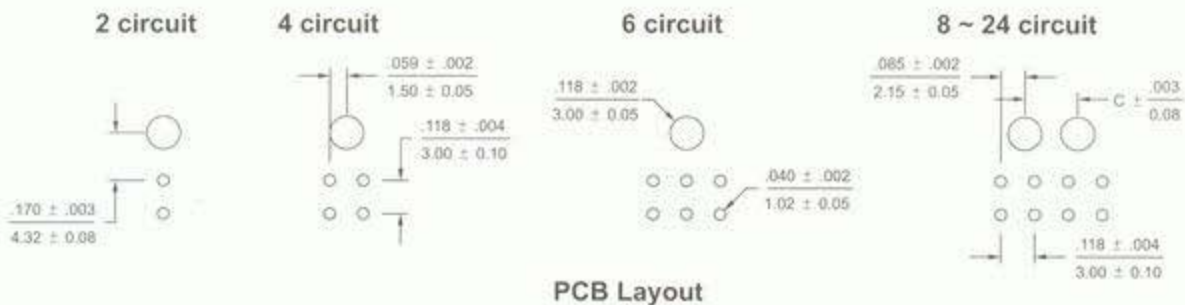 2 circuit
4 circuit
6 circuit
8 ~ 24 circuit
.059 ± .002
1.50 ± 0.05
.118 ± .004
3.00 ± 0.10
.118 ± .002
3.00 ± 0.05
.085 ± .002
2.15 ± 0.05
C ± .003
0.08
.170 ± .003
4.32 ± 0.08
.040 ± .002
1.02 ± 0.05
.118 ± .004
3.00 ± 0.10
PCB Layout